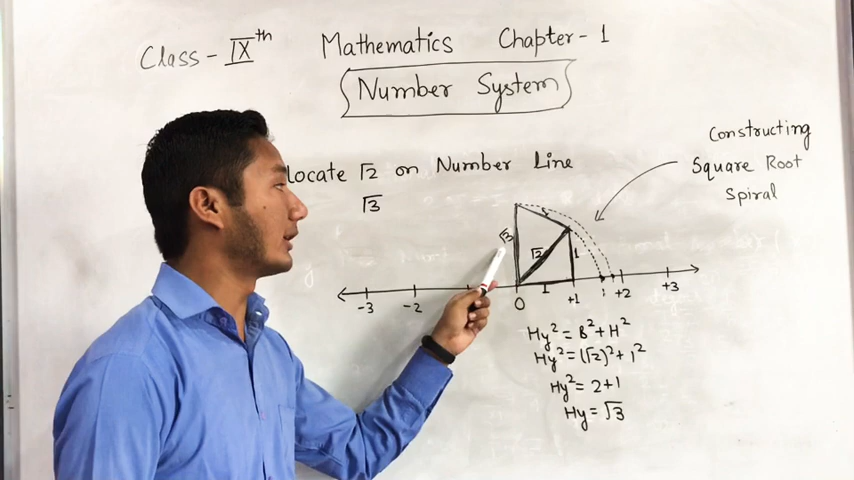 Class - IXth Mathematics Chapter - 1
Number System
locate √2 on Number Line
√3
Constructing
Square Root
Spiral
√3
√2
1
1
1
-3 -2 0 +1 +2 +3
Hy² = B² + H²
Hy² = (√2)² + 1²
Hy² = 2+1
Hy = √3